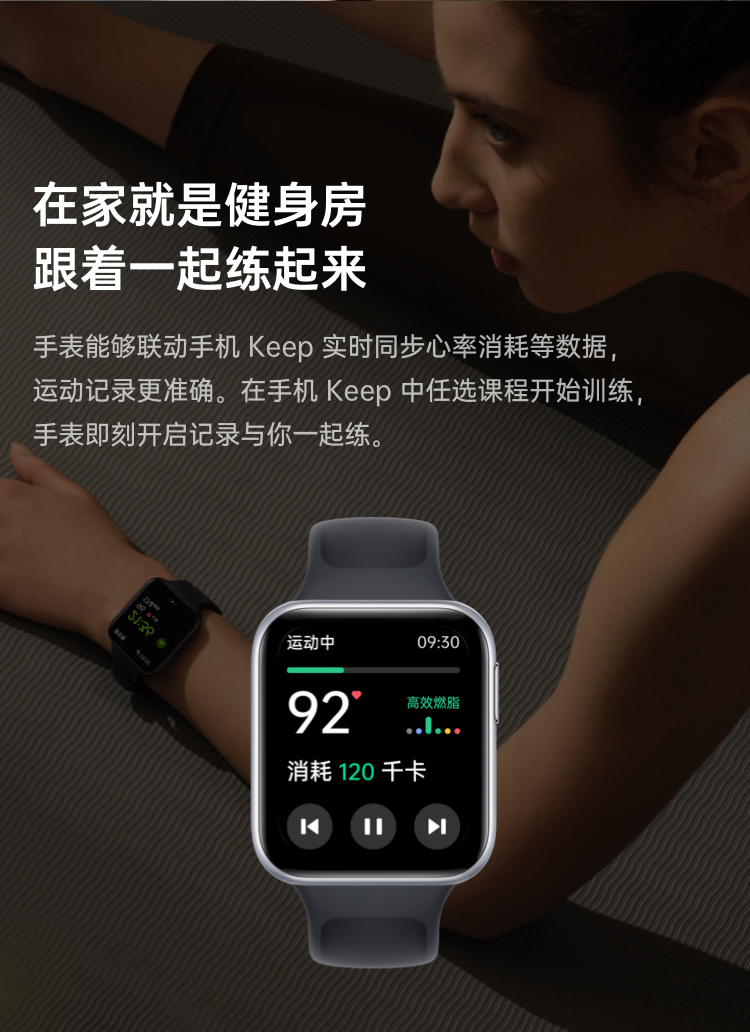 在家就是健身房
跟着一起练起来
手表能够联动手机 Keep 实时同步心率消耗等数据，
运动记录更准确。在手机 Keep 中任选课程开始训练，
手表即刻开启记录与你一起练。
运动中 09:30
92 高效燃脂
消耗 120 千卡